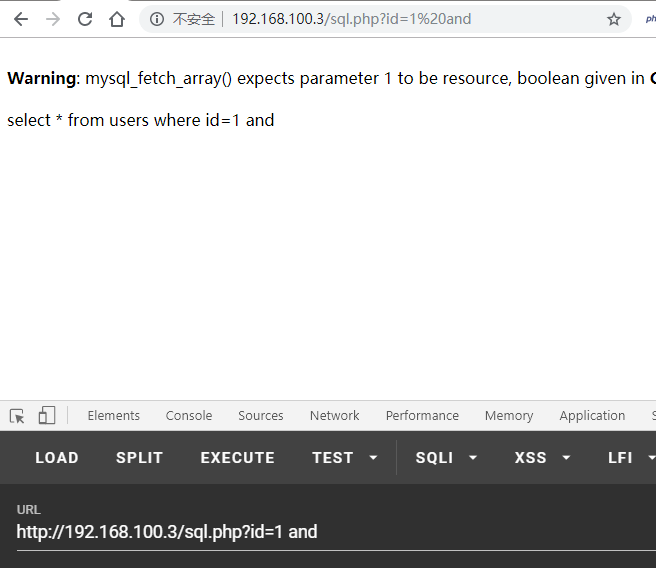 不安全 192.168.100.3/sql.php?id=1%20and
Warning: mysql_fetch_array() expects parameter 1 to be resource, boolean given in
select * from users where id=1 and
Elements Console Sources Network Performance Memory Application
LOAD SPLIT EXECUTE TEST SQLI XSS LFI
URL
http://192.168.100.3/sql.php?id=1 and